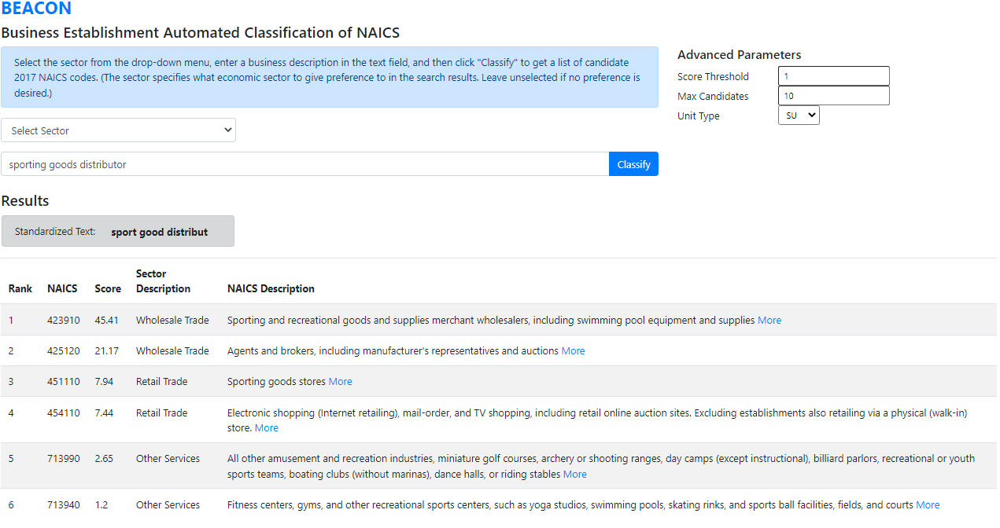 BEACON
Business Establishment Automated Classification of NAICS
Select the sector from the drop-down menu, enter a business description in the text field, and then click "Classify" to get a list of candidate
2017 NAICS codes. (The sector specifies what economic sector to give preference to in the search results. Leave unselected if no preference is
desired.)
Advanced Parameters
Score Threshold 1
Max Candidates 10
Unit Type SU
Select Sector
sporting goods distributor Classify
Results
Standardized Text: sport good distribut
Rank NAICS Score Sector Description NAICS Description
1 423910 45.41 Wholesale Trade Sporting and recreational goods and supplies merchant wholesalers, including swimming pool equipment and supplies More
2 425120 21.17 Wholesale Trade Agents and brokers, including manufacturer's representatives and auctions More
3 451110 7.94 Retail Trade Sporting goods stores More
4 454110 7.44 Retail Trade Electronic shopping (Internet retailing), mail-order, and TV shopping, including retail online auction sites. Excluding establishments also retailing via a physical (walk-in)
store. More
5 713990 2.65 Other Services All other amusement and recreation industries, miniature golf courses, archery or shooting ranges, day camps (except instructional), billiard parlors, recreational or youth
sports teams, boating clubs (without marinas), dance halls, or riding stables More
6 713940 1.2 Other Services Fitness centers, gyms, and other recreational sports centers, such as yoga studios, swimming pools, skating rinks, and sports ball facilities, fields, and courts More